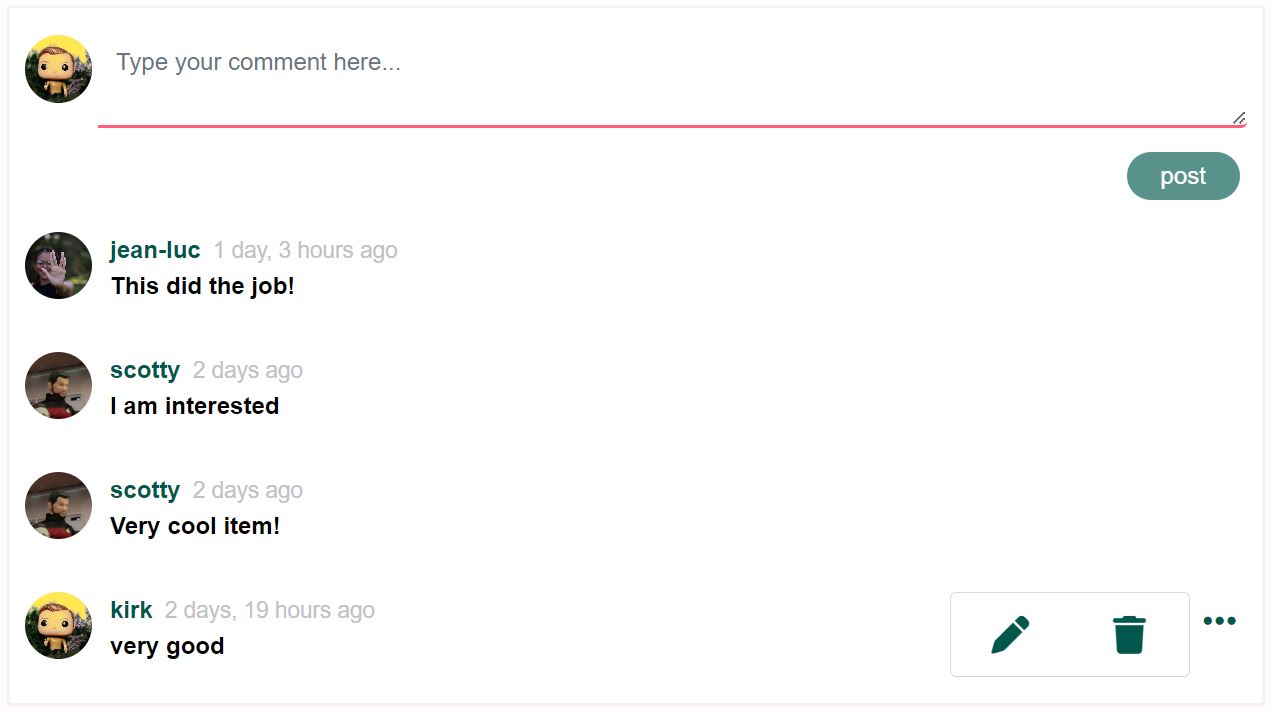 Type your comment here...
post
jean-luc 1 day, 3 hours ago
This did the job!
scotty 2 days ago
I am interested
scotty 2 days ago
Very cool item!
kirk 2 days, 19 hours ago
very good